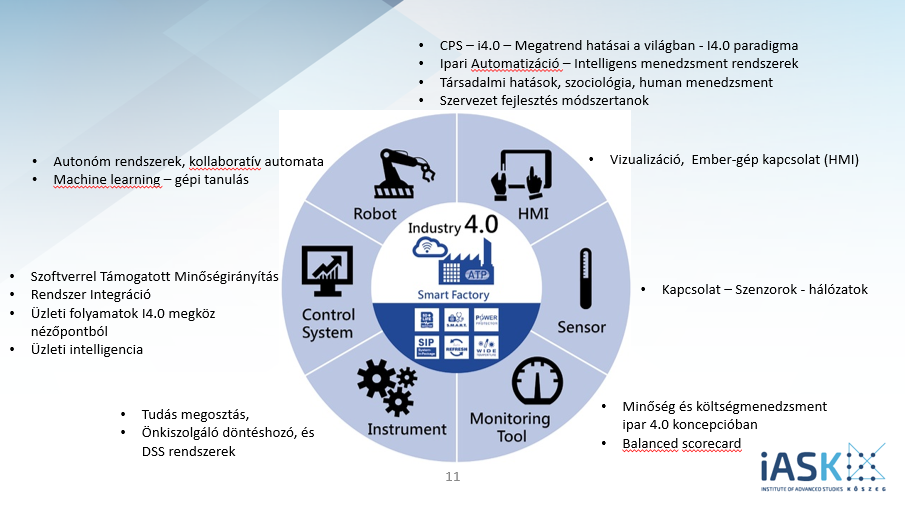 • CPS – i4.0 – Megatrend hatásai a világban - I4.0 paradigma
• Ipari Automatizáció – Intelligens menedzsment rendszerek
• Társadalmi hatások, szociológia, human menedzsment
• Szervezet fejlesztés módszertanok
• Autonóm rendszerek, kollaboratív automata
• Machine learning – gépi tanulás
• Vizualizáció, Ember-gép kapcsolat (HMI)
Robot
HMI
Industry 4.0
ATP
Smart Factory
• Szoftverrel Támogatott Minőségirányítás
• Rendszer Integráció
• Üzleti folyamatok I4.0 megköz
nézőpontból
• Üzleti intelligencia
Control
System
• Kapcsolat – Szenzorok - hálózatok
Sensor
S.M.A.R.T.
POWER
SIP
REFRESH
WIDE
Instrument
Monitoring
Tool
• Tudás megosztás,
• Önkiszolgáló döntéshozó, és
DSS rendszerek
• Minőség és költségmenedzsment
ipar 4.0 koncepcióban
• Balanced scorecard
iASK
INSTITUTE OF ADVANCED STUDIES KŐSZEG
11